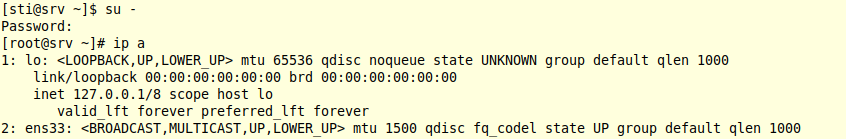 [sti@srv ~]$ su -
Password:
[root@srv ~]# ip a
1: lo: <LOOPBACK,UP,LOWER_UP> mtu 65536 qdisc noqueue state UNKNOWN group default qlen 1000
    link/loopback 00:00:00:00:00:00 brd 00:00:00:00:00:00
    inet 127.0.0.1/8 scope host lo
       valid_lft forever preferred_lft forever
2: ens33: <BROADCAST,MULTICAST,UP,LOWER_UP> mtu 1500 qdisc fq_codel state UP group default qlen 1000